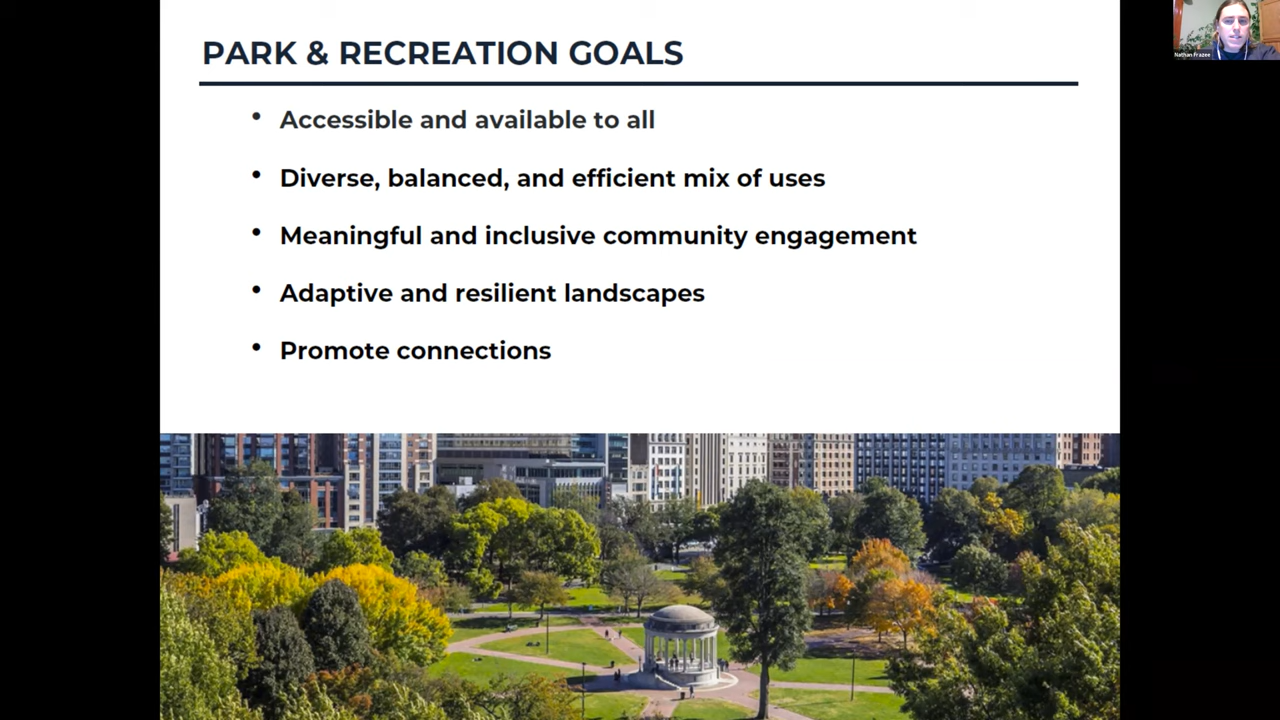 PARK & RECREATION GOALS
• Accessible and available to all
• Diverse, balanced, and efficient mix of uses
• Meaningful and inclusive community engagement
• Adaptive and resilient landscapes
• Promote connections
Nathan Frazee